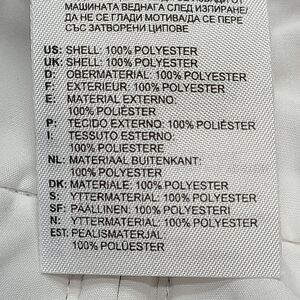 МАШИНАТА ВЕДНАГА СЛЕД ИЗПИРАНЕ/
ДА НЕ СЕ ГЛАДИ МОТИВА/ДА СЕ ПЕРЕ
СЪС ЗАТВОРЕНИ ЦИПОВЕ
US: SHELL: 100% POLYESTER
UK: SHELL: 100% POLYESTER
D: OBERMATERIAL: 100% POLYESTER
F: EXTERIEUR: 100% POLYESTER
E: MATERIAL EXTERNO:
100% POLIÉSTER
P: TECIDO EXTERNO: 100% POLIÉSTER
I: TESSUTO ESTERNO:
100% POLIESTERE
NL: MATERIAAL BUITENKANT:
100% POLYESTER
DK: MATERIALE: 100% POLYESTER
S: YTTERMATERIAL: 100% POLYESTER
SF: PÄÄLLINEN: 100% POLYESTERI
N: YTTERMATERIAL: 100% POLYESTER
EST: PEALISMATERJAL:
100% POLÜESTER